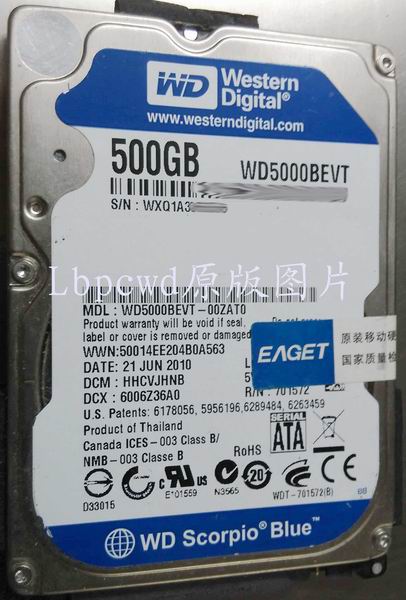 WD Western
Digital®
www.westerndigital.com
500GB
WD5000BEVT
S/N : WXQ1A3
Lbpcwd原版图片
MDL : WD5000BEVT-00ZAT0
Product warranty will be void if seal,
label or cover is removed or damaged
WWN:50014EE204B0A563
DATE : 21 JUN 2010
DCM : HHCVJHNB
DCX : 6006Z36A0
R/N : 701572
EAGET
原装移动硬
国家质量检
U.S. Patents: 6178056, 5956196,6289484, 6263459
Product of Thailand
Canada ICES-003 Class B/
NMB-003 Classe B
RoHS
SERIAL
ATA
D33015
E101559
N3565
20
WDT-701572(B)
BB
WD Scorpio® Blue™